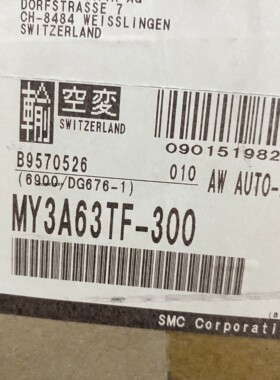 AG
DORFSTRASSE 7
CH-8484 WEISSLINGEN
SWITZERLAND
輸 空変
SWITZERLAND
090151982
B9570526 010 AW AUTO-
(6900/DG676-1)
MY3A63TF-300
SMC Corporati